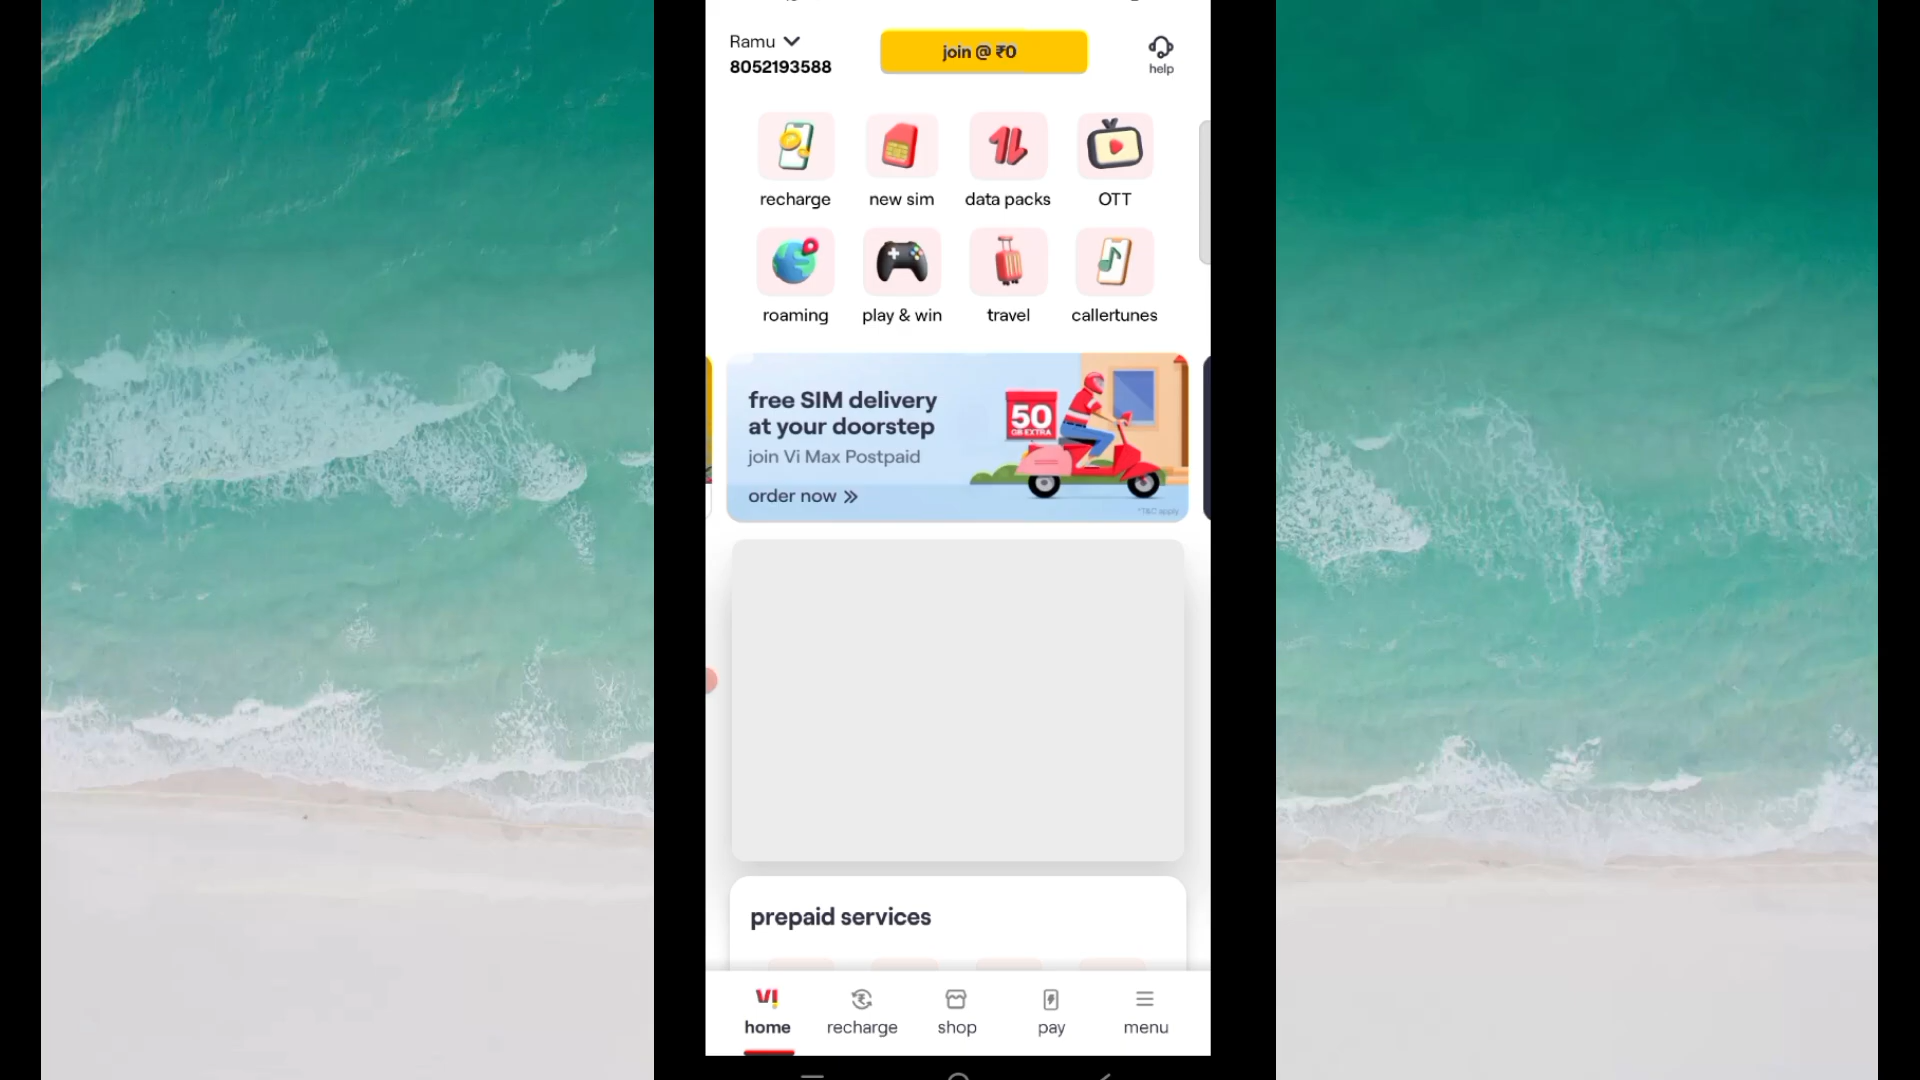 Ramu
8052193588
join @ ₹0
help
recharge
new sim
data packs
OTT
roaming
play & win
travel
callertunes
free SIM delivery
at your doorstep
join Vi Max Postpaid
order now »
50
GB EXTRA
*T&C apply
prepaid services
VI
home
recharge
shop
pay
menu